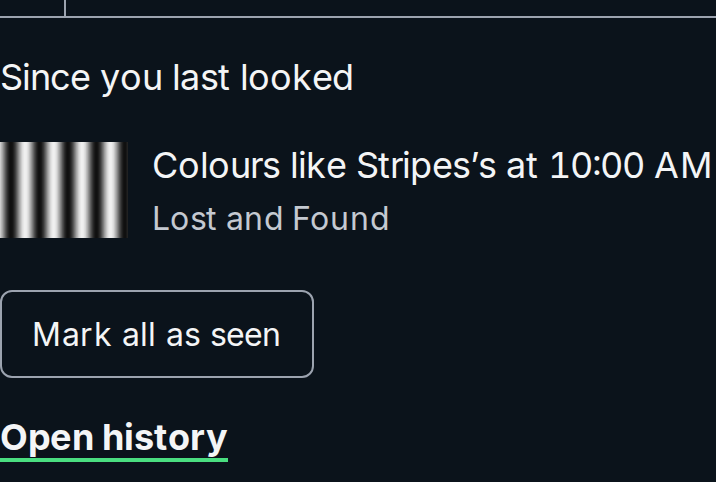 Since you last looked
Colours like Stripes’s at 10:00 AM
Lost and Found
Mark all as seen
Open history